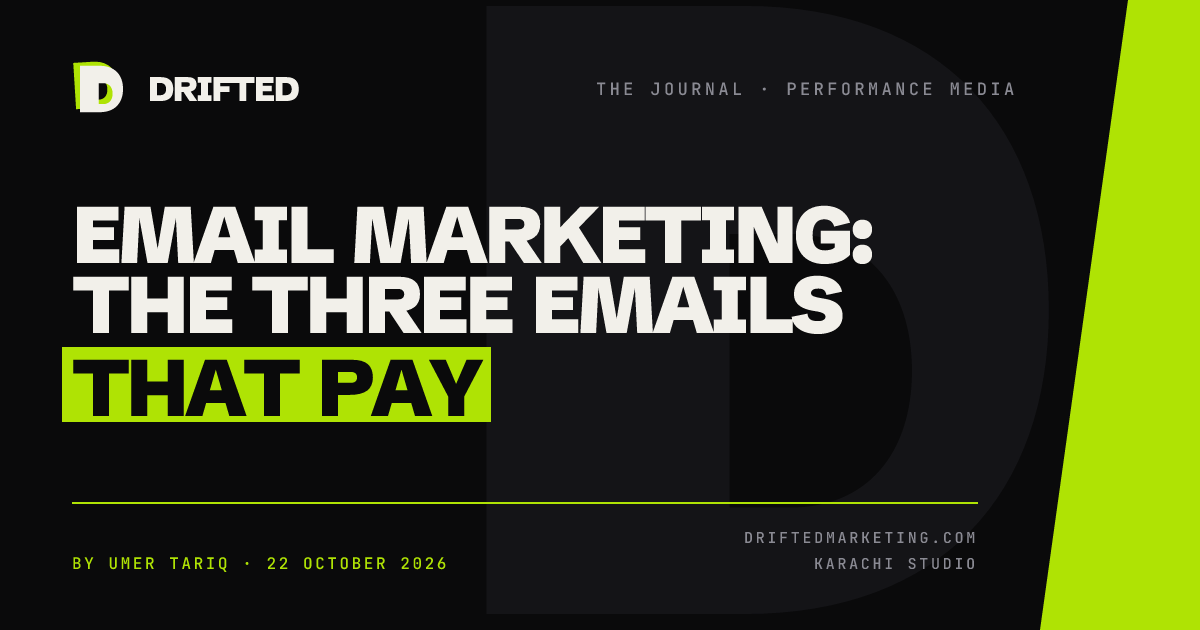 DRIFTED
THE JOURNAL · PERFORMANCE MEDIA
EMAIL MARKETING:
THE THREE EMAILS
THAT PAY
DRIFTEDMARKETING.COM
BY UMER TARIQ · 22 OCTOBER 2026
KARACHI STUDIO